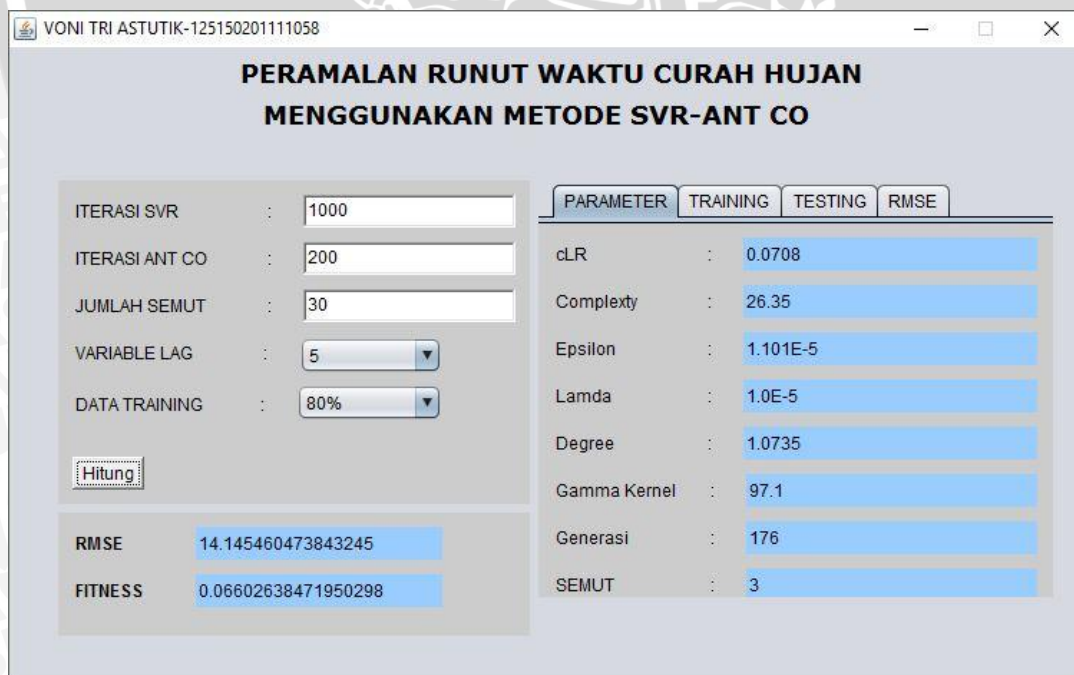 VONI TRI ASTUTIK-125150201111058
PERAMALAN RUNUT WAKTU CURAH HUJAN
MENGGUNAKAN METODE SVR-ANT CO
ITERASI SVR : 1000
ITERASI ANT CO : 200
JUMLAH SEMUT : 30
VARIABLE LAG : 5
DATA TRAINING : 80%
Hitung
RMSE 14.145460473843245
FITNESS 0.06602638471950298
PARAMETER TRAINING TESTING RMSE
cLR : 0.0708
Complexty : 26.35
Epsilon : 1.101E-5
Lamda : 1.0E-5
Degree : 1.0735
Gamma Kernel : 97.1
Generasi : 176
SEMUT : 3